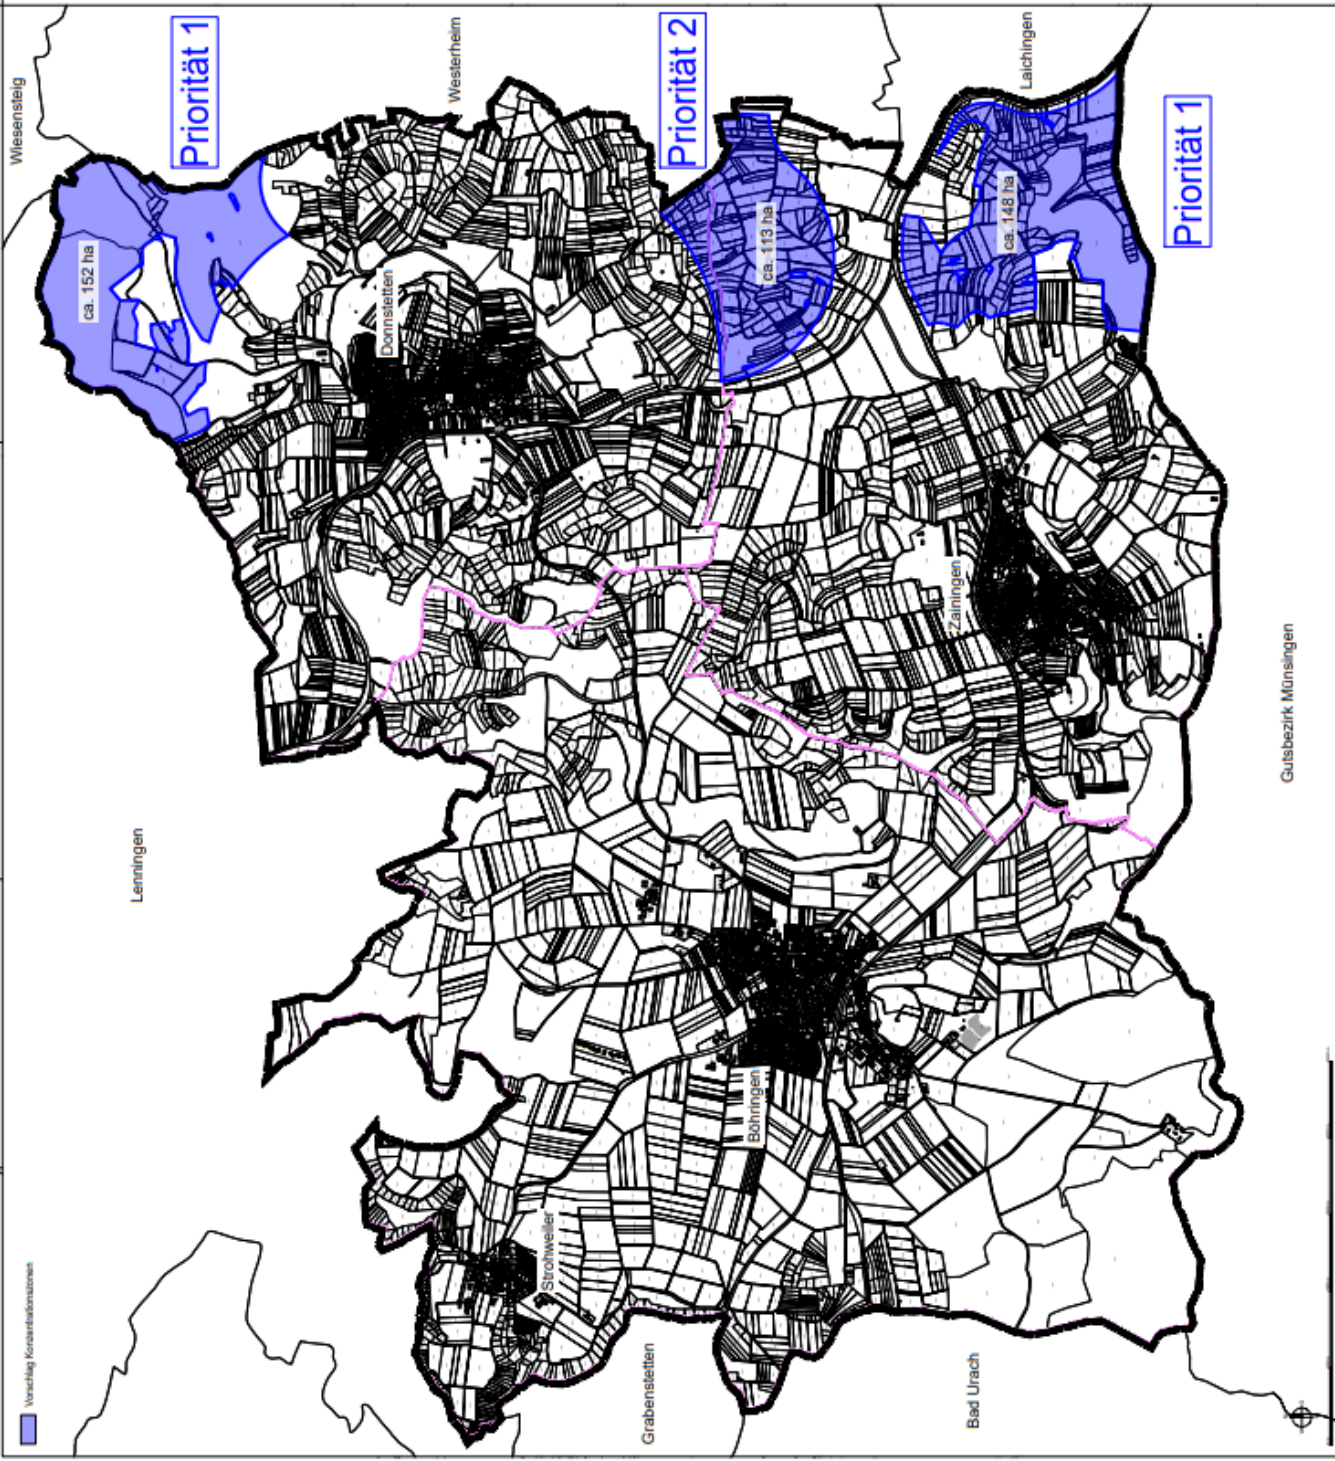 Vorschlag Konzentrationszonen
Wiesensteig
Priorität 1
Westerheim
Priorität 2
Laichingen
Priorität 1
ca. 152 ha
ca. 113 ha
ca. 148 ha
Donnstetten
Zainingen
Gutsbezirk Münsingen
Lenningen
Böhringen
Strohweiler
Grabenstetten
Bad Urach